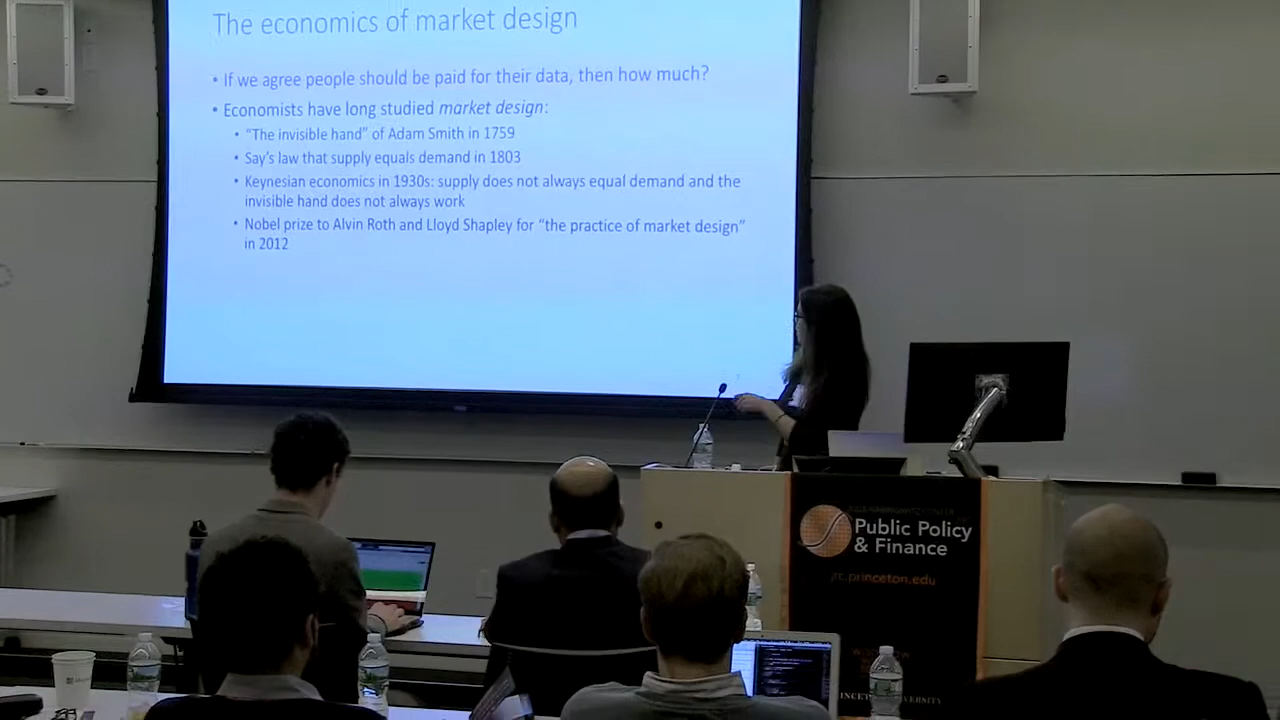 The economics of market design
• If we agree people should be paid for their data, then how much?
• Economists have long studied market design:
• “The invisible hand” of Adam Smith in 1759
• Say’s law that supply equals demand in 1803
• Keynesian economics in 1930s: supply does not always equal demand and the
invisible hand does not always work
• Nobel prize to Alvin Roth and Lloyd Shapley for “the practice of market design”
in 2012
Public Policy
& Finance
jrc.princeton.edu